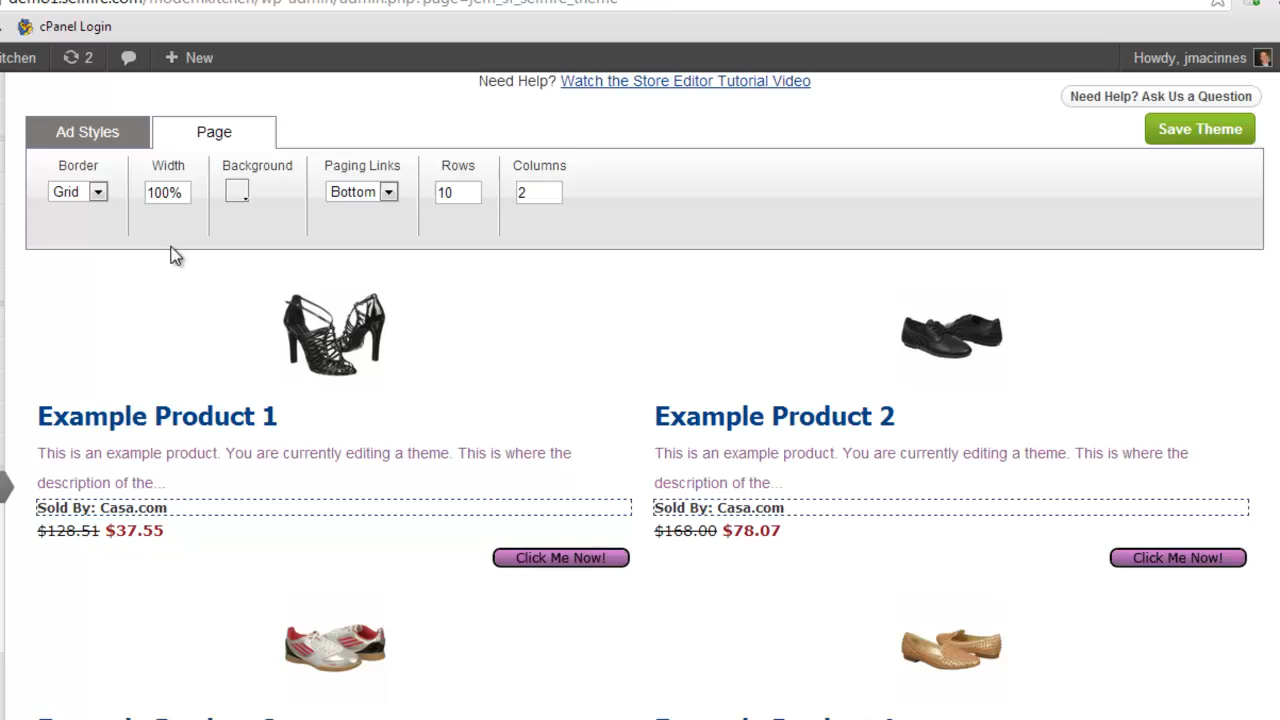 cPanel Login
itchen 2 New Howdy, jmacinnes
Need Help? Watch the Store Editor Tutorial Video
Need Help? Ask Us a Question
Ad Styles Page Save Theme
Border Width Background Paging Links Rows Columns
Grid 100% Bottom 10 2
Example Product 1 Example Product 2
This is an example product. You are currently editing a theme. This is where the This is an example product. You are currently editing a theme. This is where the
description of the... description of the...
Sold By: Casa.com Sold By: Casa.com
$128.51 $37.55 $168.00 $78.07
Click Me Now! Click Me Now!